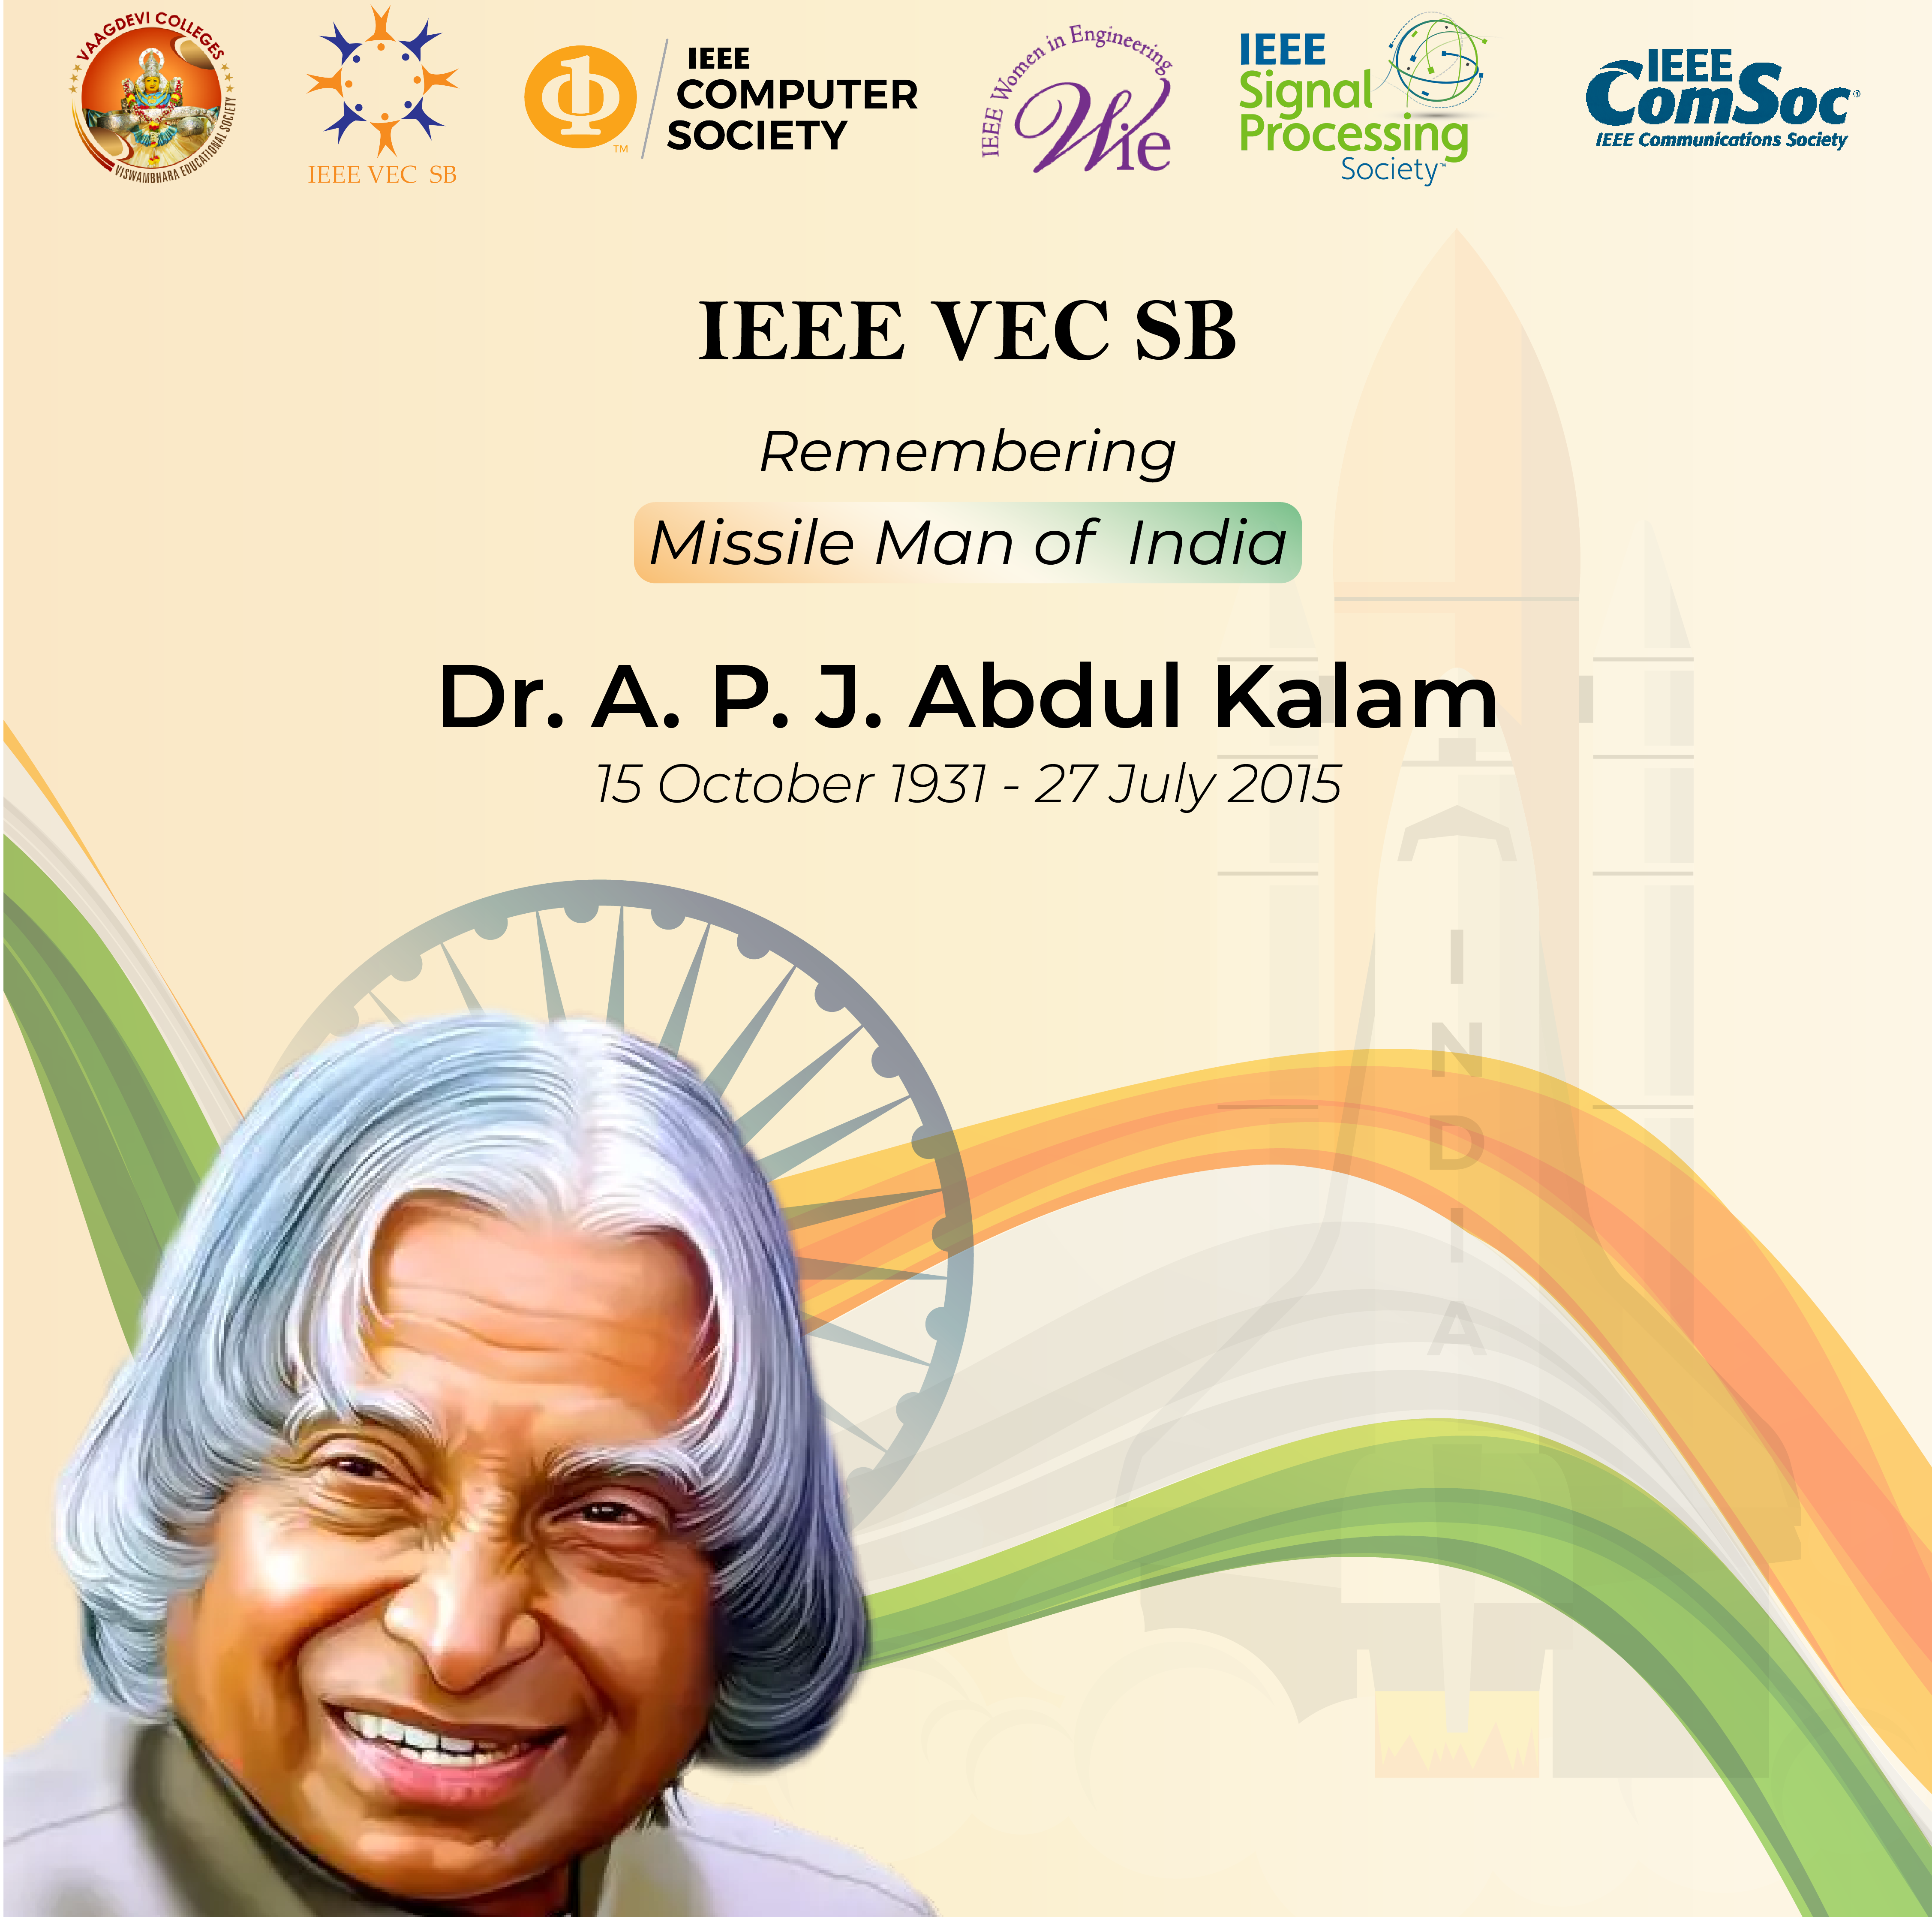 VAAGDEVI COLLEGES
VISWAMBHARA EDUCATIONAL SOCIETY
IEEE VEC SB
IEEE
COMPUTER
SOCIETY
TM
IEEE Women in Engineering
Wie
IEEE
Signal
Processing
Society™
IEEE
ComSoc®
IEEE Communications Society
IEEE VEC SB
Remembering
Missile Man of India
Dr. A. P. J. Abdul Kalam
15 October 1931 - 27 July 2015
INDIA